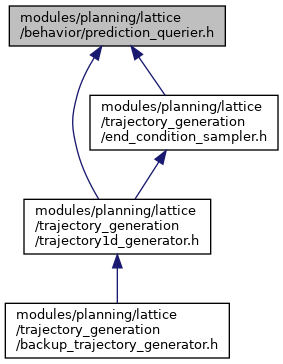 modules/planning/lattice
/behavior/prediction_querier.h
modules/planning/lattice
/trajectory_generation
/end_condition_sampler.h
modules/planning/lattice
/trajectory_generation
/trajectory1d_generator.h
modules/planning/lattice
/trajectory_generation
/backup_trajectory_generator.h